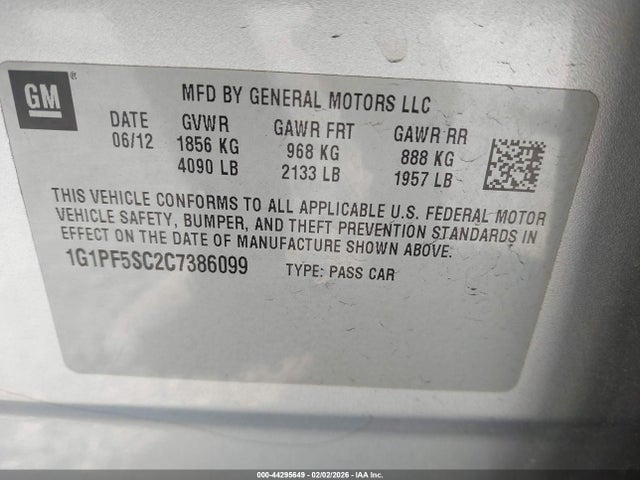 GM
MFD BY GENERAL MOTORS LLC
DATE GVWR GAWR FRT GAWR RR
06/12 1856 KG 968 KG 888 KG
4090 LB 2133 LB 1957 LB
THIS VEHICLE CONFORMS TO ALL APPLICABLE U.S. FEDERAL MOTOR
VEHICLE SAFETY, BUMPER, AND THEFT PREVENTION STANDARDS IN
EFFECT ON THE DATE OF MANUFACTURE SHOWN ABOVE.
1G1PF5SC2C7386099 TYPE: PASS CAR
000-44295649 - 02/02/2026 - IAA Inc.